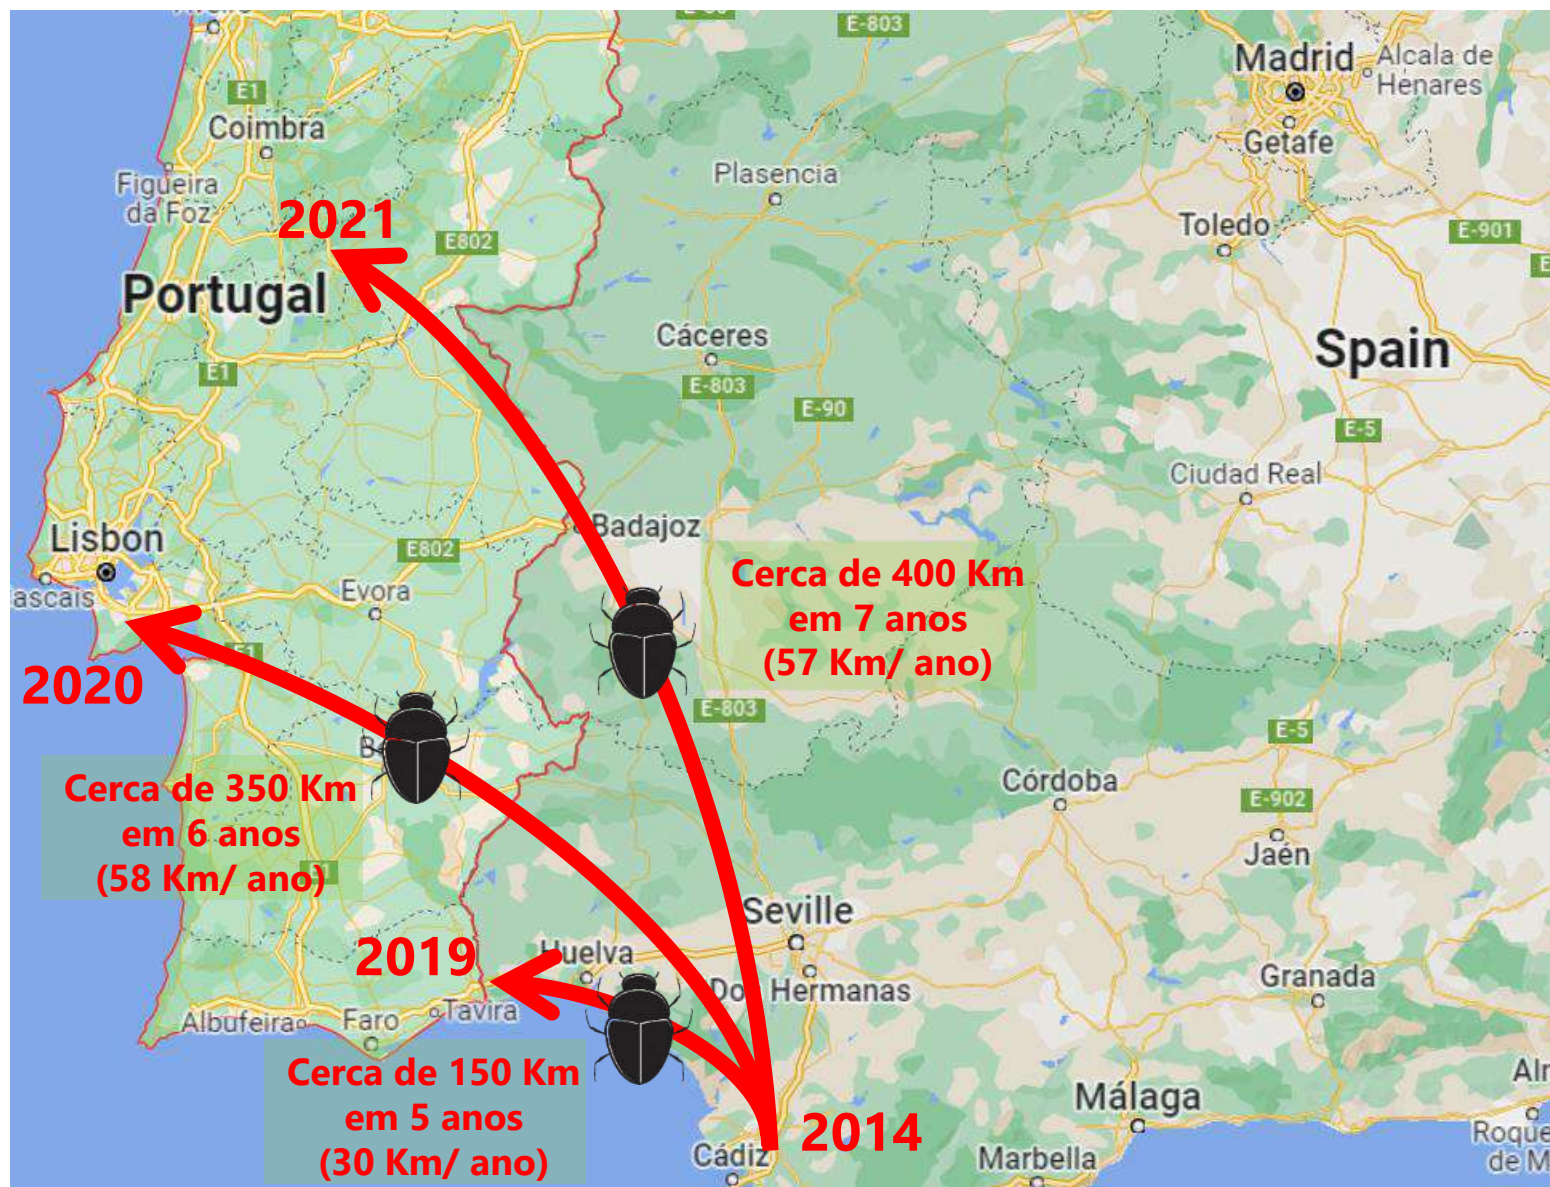 E-803
Madrid
Alcala de
Henares
E1
Coimbra
Getafe
Plasencia
Figueira
da Foz
2021
Toledo
E802
E-901
Portugal
Cáceres
Spain
E1
E-803
E-90
E-5
Ciudad Real
Lisbon
Badajoz
E802
Evora
ascais
Cerca de 400 Km
em 7 anos
(57 Km/ ano)
E1
2020
E-803
E-5
Cerca de 350 Km
em 6 anos
(58 Km/ ano)
Córdoba
E-902
Jaén
Seville
2019
Huelva
Dos Hermanas
Granada
Tavira
Albufeira
Faro
Cerca de 150 Km
em 5 anos
(30 Km/ ano)
Málaga
2014
Cádiz
Marbella
Roque
de M